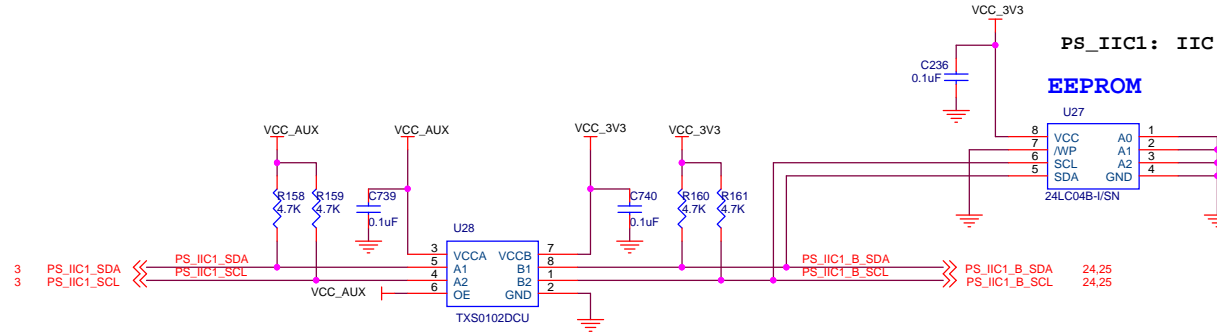 VCC_3V3
PS_IIC1: IIC
C236
0.1uF
EEPROM
U27
8 VCC A0 1
7 /WP A1 2
6 SCL A2 3
5 SDA GND 4
24LC04B-I/SN
VCC_AUX
VCC_AUX
VCC_3V3
VCC_3V3
R158
4.7K
R159
4.7K
C739
0.1uF
C740
0.1uF
R160
4.7K
R161
4.7K
U28
3 VCCA VCCB 7
5 A1 B1 8
4 A2 B2 1
6 OE GND 2
TXS0102DCU
VCC_AUX
3 PS_IIC1_SDA
3 PS_IIC1_SCL
PS_IIC1_SDA
PS_IIC1_SCL
PS_IIC1_B_SDA
PS_IIC1_B_SCL
PS_IIC1_B_SDA 24,25
PS_IIC1_B_SCL 24,25